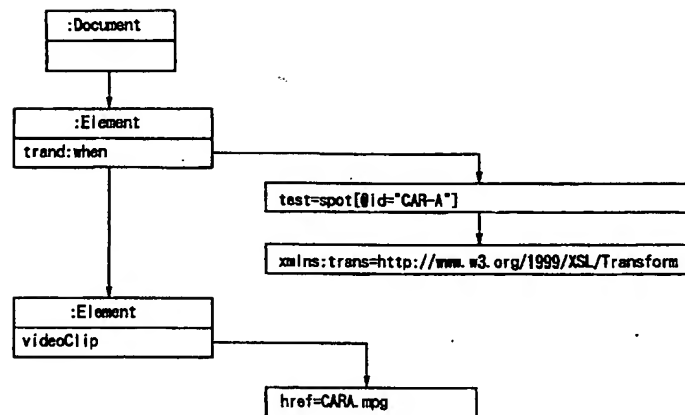 :Document
:Element
trand:when
test=spot[@id="CAR-A"]
xmlns:trans=http://www.w3.org/1999/XSL/Transform
:Element
videoClip
href=CARA.mpg